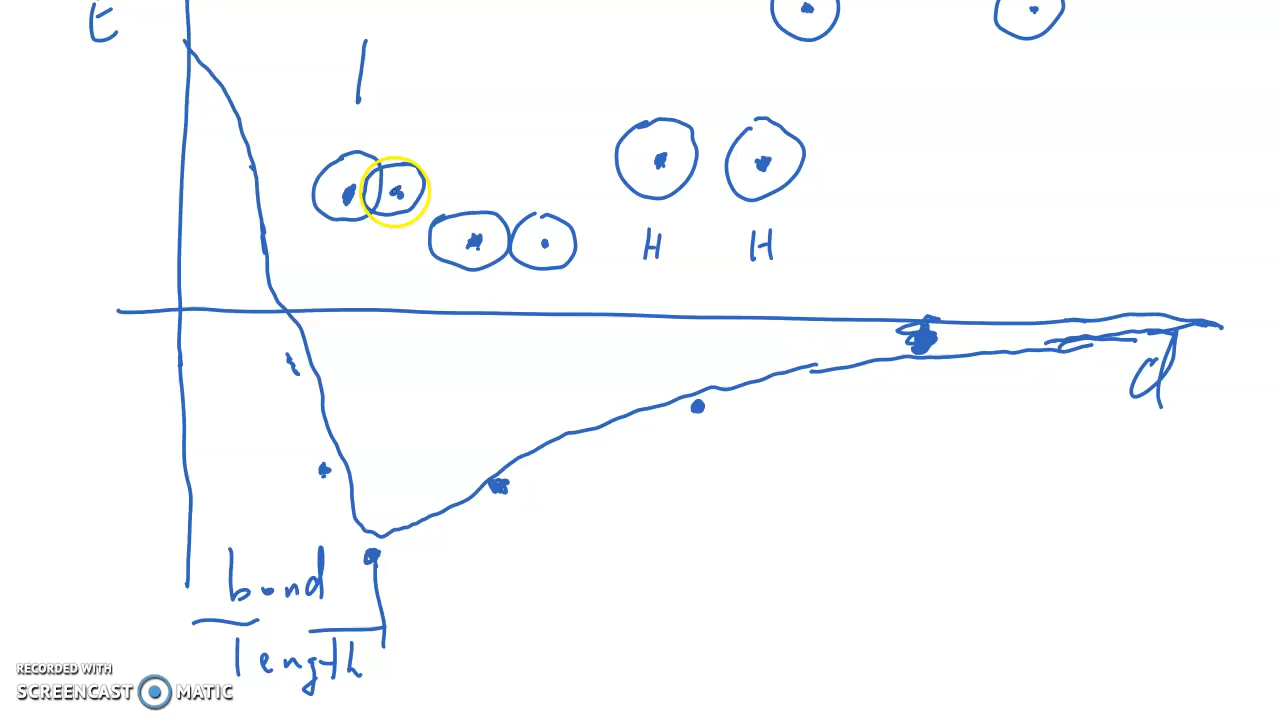 E
H H
d
bond
length
RECORDED WITH
SCREENCAST MATIC